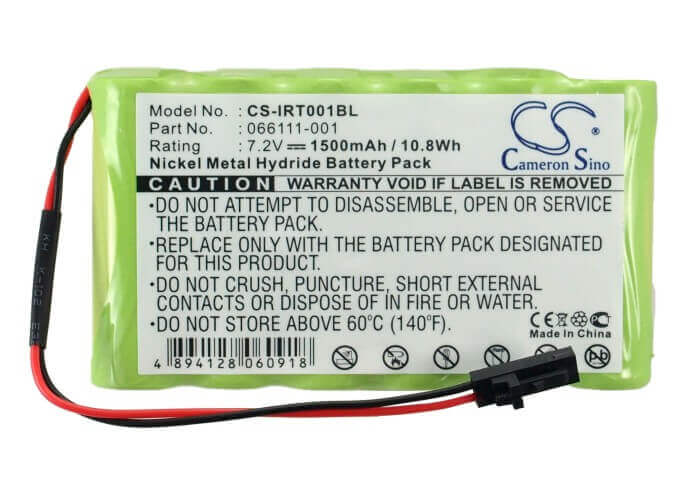 Model No. : CS-IRT001BL
Part No. : 066111-001
Rating : 7.2V ⎓ 1500mAh / 10.8Wh
Nickel Metal Hydride Battery Pack
CS
Cameron Sino
CAUTION WARRANTY VOID IF LABEL IS REMOVED
•DO NOT ATTEMPT TO DISASSEMBLE, OPEN OR SERVICE
THE BATTERY PACK.
•REPLACE ONLY WITH THE BATTERY PACK DESIGNATED
FOR THIS PRODUCT.
•DO NOT CRUSH, PUNCTURE, SHORT EXTERNAL
CONTACTS OR DISPOSE OF IN FIRE OR WATER.
•DO NOT STORE ABOVE 60°C (140°F).
CE
Pb
4 894128 060918